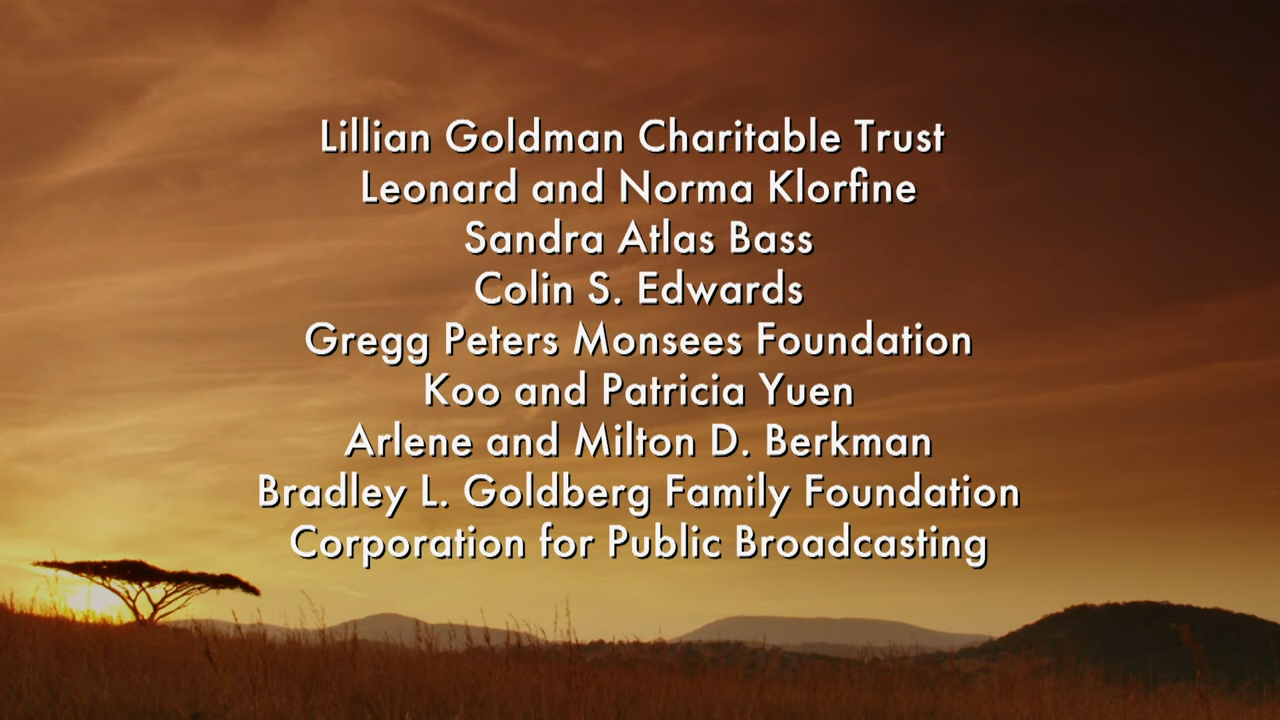 Lillian Goldman Charitable Trust
Leonard and Norma Klorfine
Sandra Atlas Bass
Colin S. Edwards
Gregg Peters Monsees Foundation
Koo and Patricia Yuen
Arlene and Milton D. Berkman
Bradley L. Goldberg Family Foundation
Corporation for Public Broadcasting